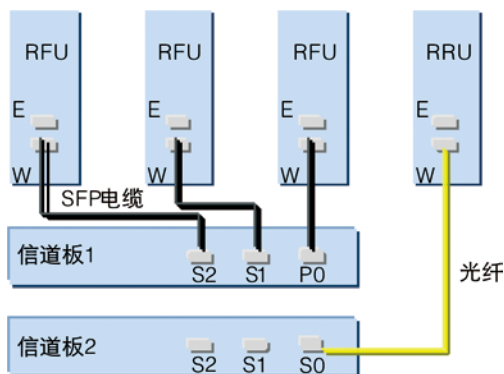 RFU RFU RFU RRU
E E E E
W W W W
SFP电缆
信道板1
S2 S1 P0
光纤
信道板2
S2 S1 S0